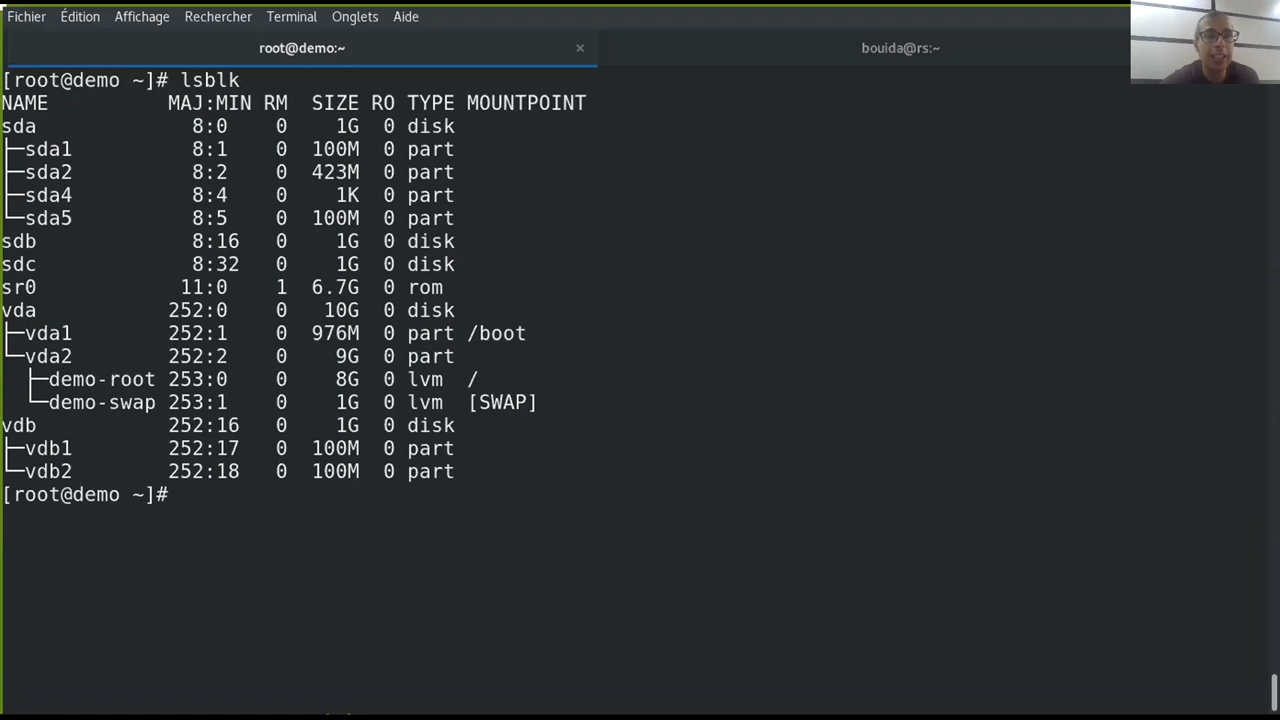 Fichier Édition Affichage Rechercher Terminal Onglets Aide
root@demo:~ × bouida@rs:~
[root@demo ~]# lsblk
NAME MAJ:MIN RM SIZE RO TYPE MOUNTPOINT
sda 8:0 0 1G 0 disk
├─sda1 8:1 0 100M 0 part
├─sda2 8:2 0 423M 0 part
├─sda4 8:4 0 1K 0 part
└─sda5 8:5 0 100M 0 part
sdb 8:16 0 1G 0 disk
sdc 8:32 0 1G 0 disk
sr0 11:0 1 6.7G 0 rom
vda 252:0 0 10G 0 disk
├─vda1 252:1 0 976M 0 part /boot
└─vda2 252:2 0 9G 0 part
├─demo-root 253:0 0 8G 0 lvm /
└─demo-swap 253:1 0 1G 0 lvm [SWAP]
vdb 252:16 0 1G 0 disk
├─vdb1 252:17 0 100M 0 part
└─vdb2 252:18 0 100M 0 part
[root@demo ~]#